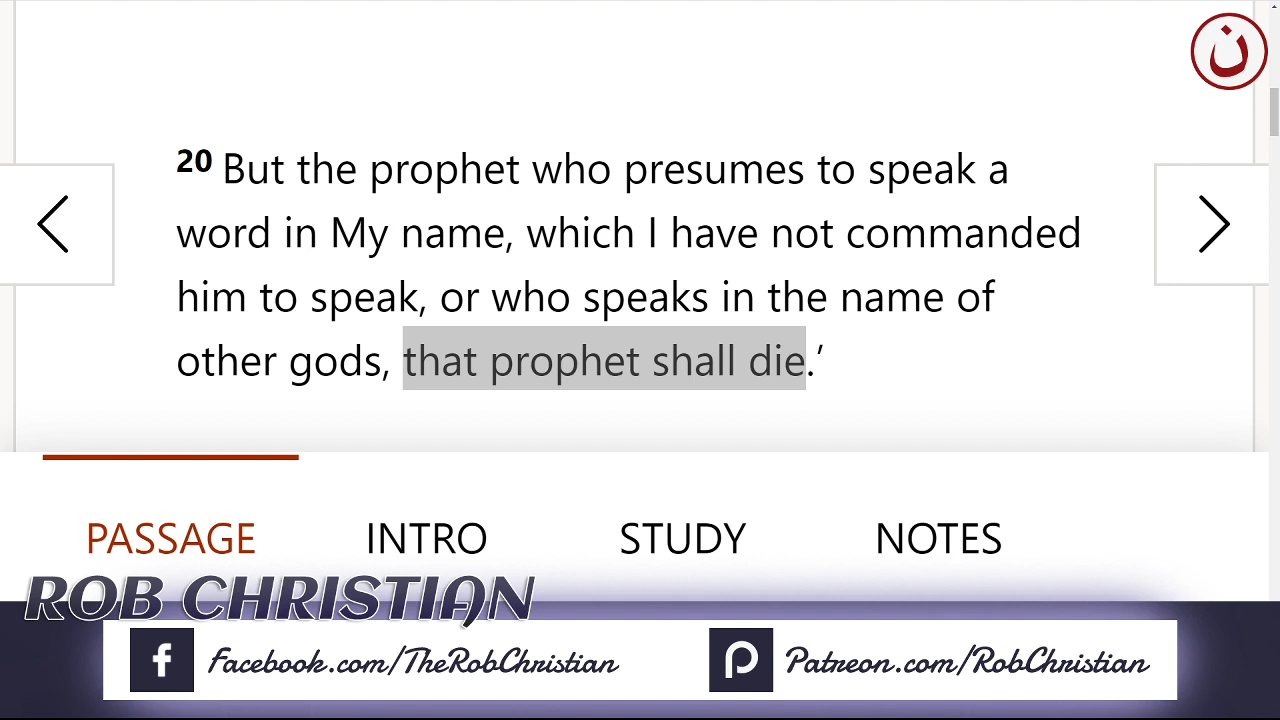 ن
20 But the prophet who presumes to speak a
word in My name, which I have not commanded
him to speak, or who speaks in the name of
other gods, that prophet shall die.’
PASSAGE INTRO STUDY NOTES
ROB CHRISTIAN
f Facebook.com/TheRobChristian Patreon.com/RobChristian